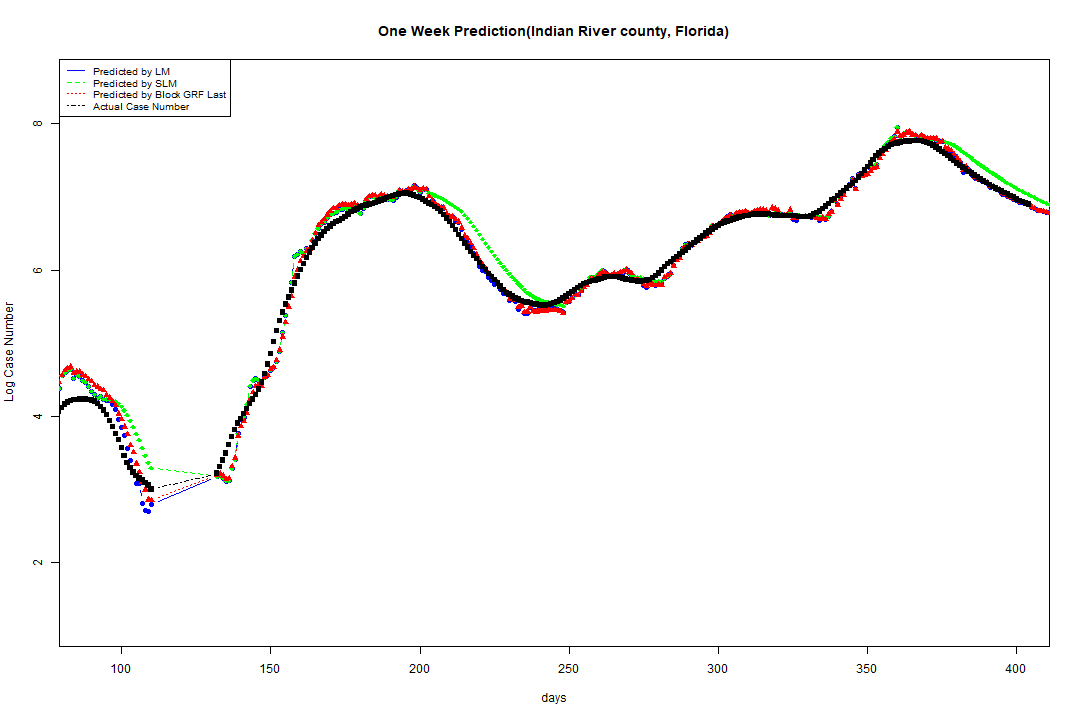 One Week Prediction(Indian River county, Florida)
Predicted by LM
Predicted by SLM
Predicted by Block GRF Last
Actual Case Number
Log Case Number
8
6
4
2
100 150 200 250 300 350 400
days